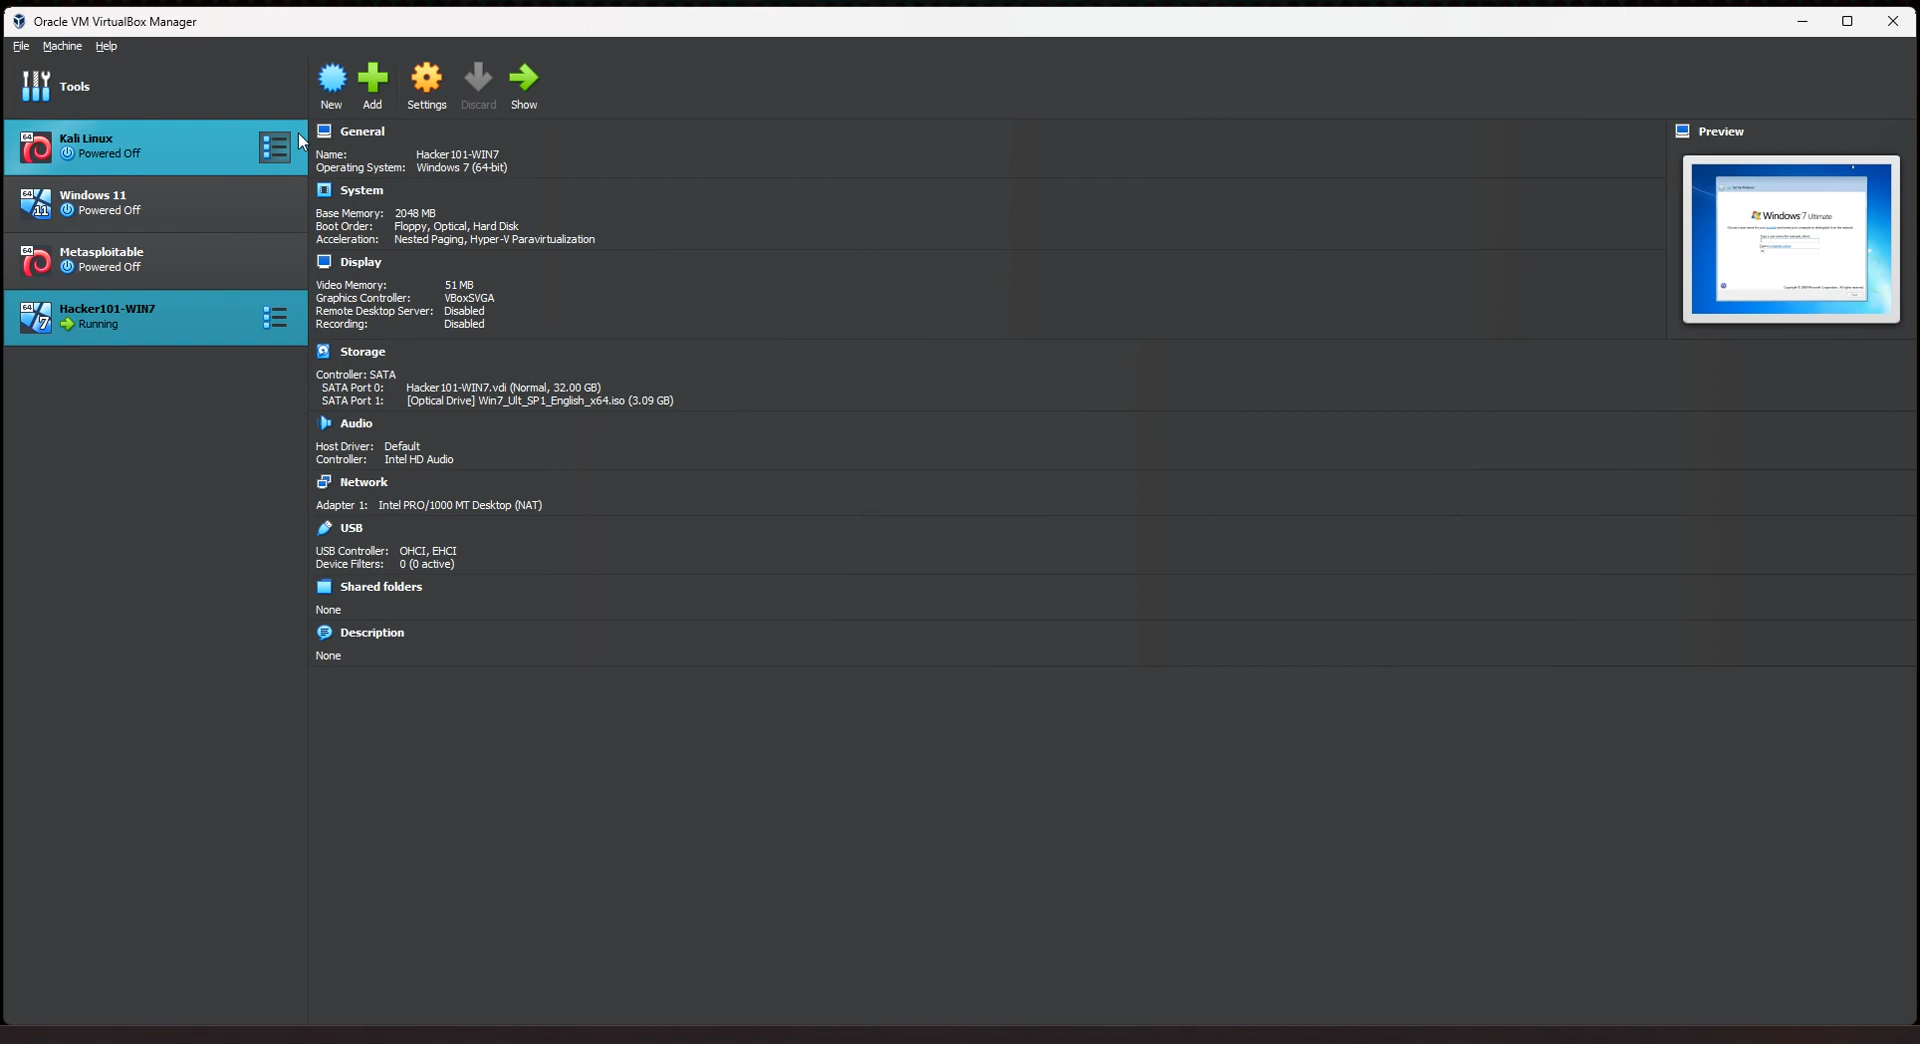 Oracle VM VirtualBox Manager
File Machine Help
Tools
New Add Settings Discard Show
64 Kali Linux
Powered Off
64 11 Windows 11
Powered Off
64 Metasploitable
Powered Off
64 7 Hacker101-WIN7
Running
General
Name: Hacker101-WIN7
Operating System: Windows 7 (64-bit)
System
Base Memory: 2048 MB
Boot Order: Floppy, Optical, Hard Disk
Acceleration: Nested Paging, Hyper-V Paravirtualization
Display
Video Memory: 51 MB
Graphics Controller: VBoxSVGA
Remote Desktop Server: Disabled
Recording: Disabled
Storage
Controller: SATA
SATA Port 0: Hacker101-WIN7.vdi (Normal, 32.00 GB)
SATA Port 1: [Optical Drive] Win7_Ult_SP1_English_x64.iso (3.09 GB)
Audio
Host Driver: Default
Controller: Intel HD Audio
Network
Adapter 1: Intel PRO/1000 MT Desktop (NAT)
USB
USB Controller: OHCI, EHCI
Device Filters: 0 (0 active)
Shared folders
None
Description
None
Preview
Windows 7 Ultimate